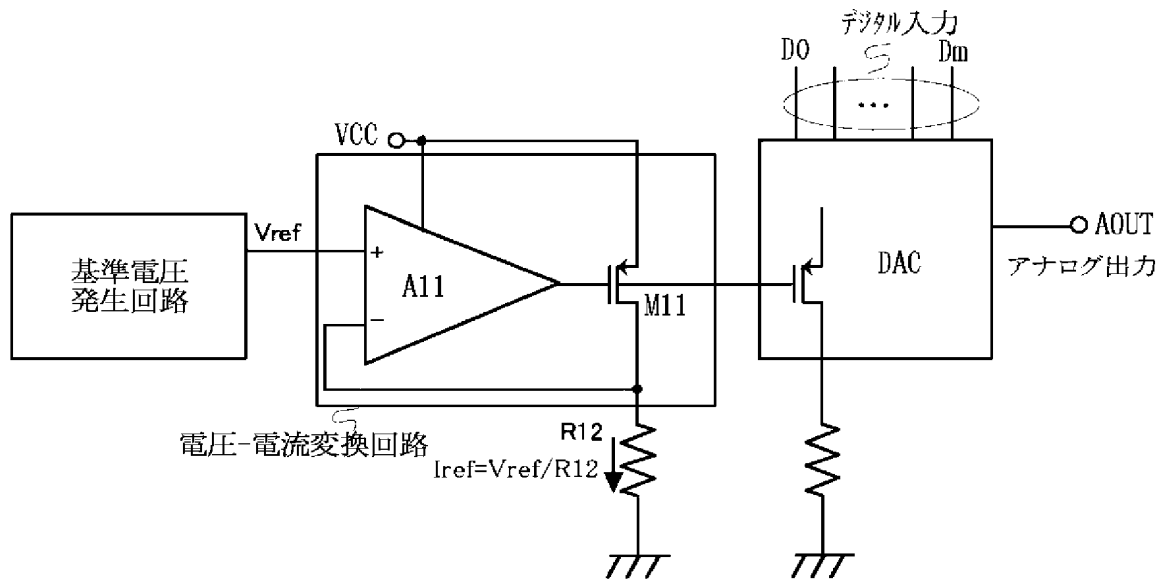 デジタル入力
D0
Dm
…
VCC
Vref
基準電圧
発生回路
+
A11
−
M11
DAC
AOUT
アナログ出力
電圧-電流変換回路
R12
Iref=Vref/R12